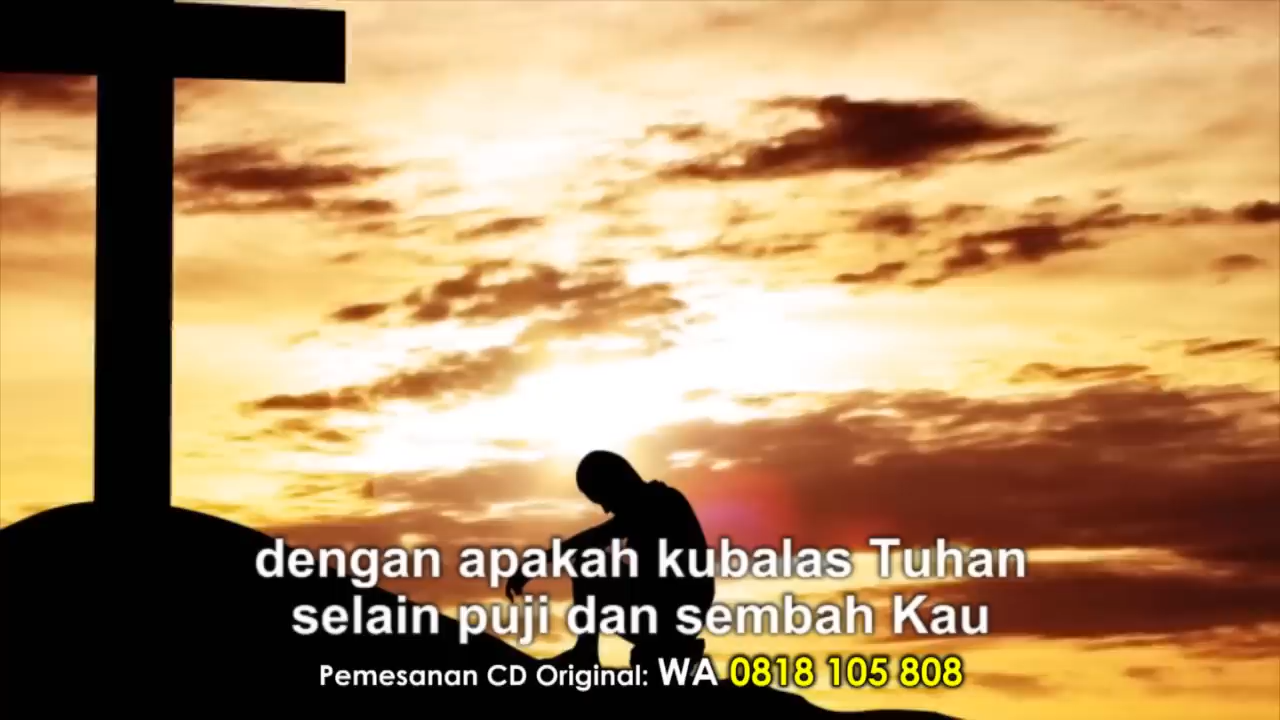 dengan apakah kubalas Tuhan
selain puji dan sembah Kau
Pemesanan CD Original: WA 0818 105 808